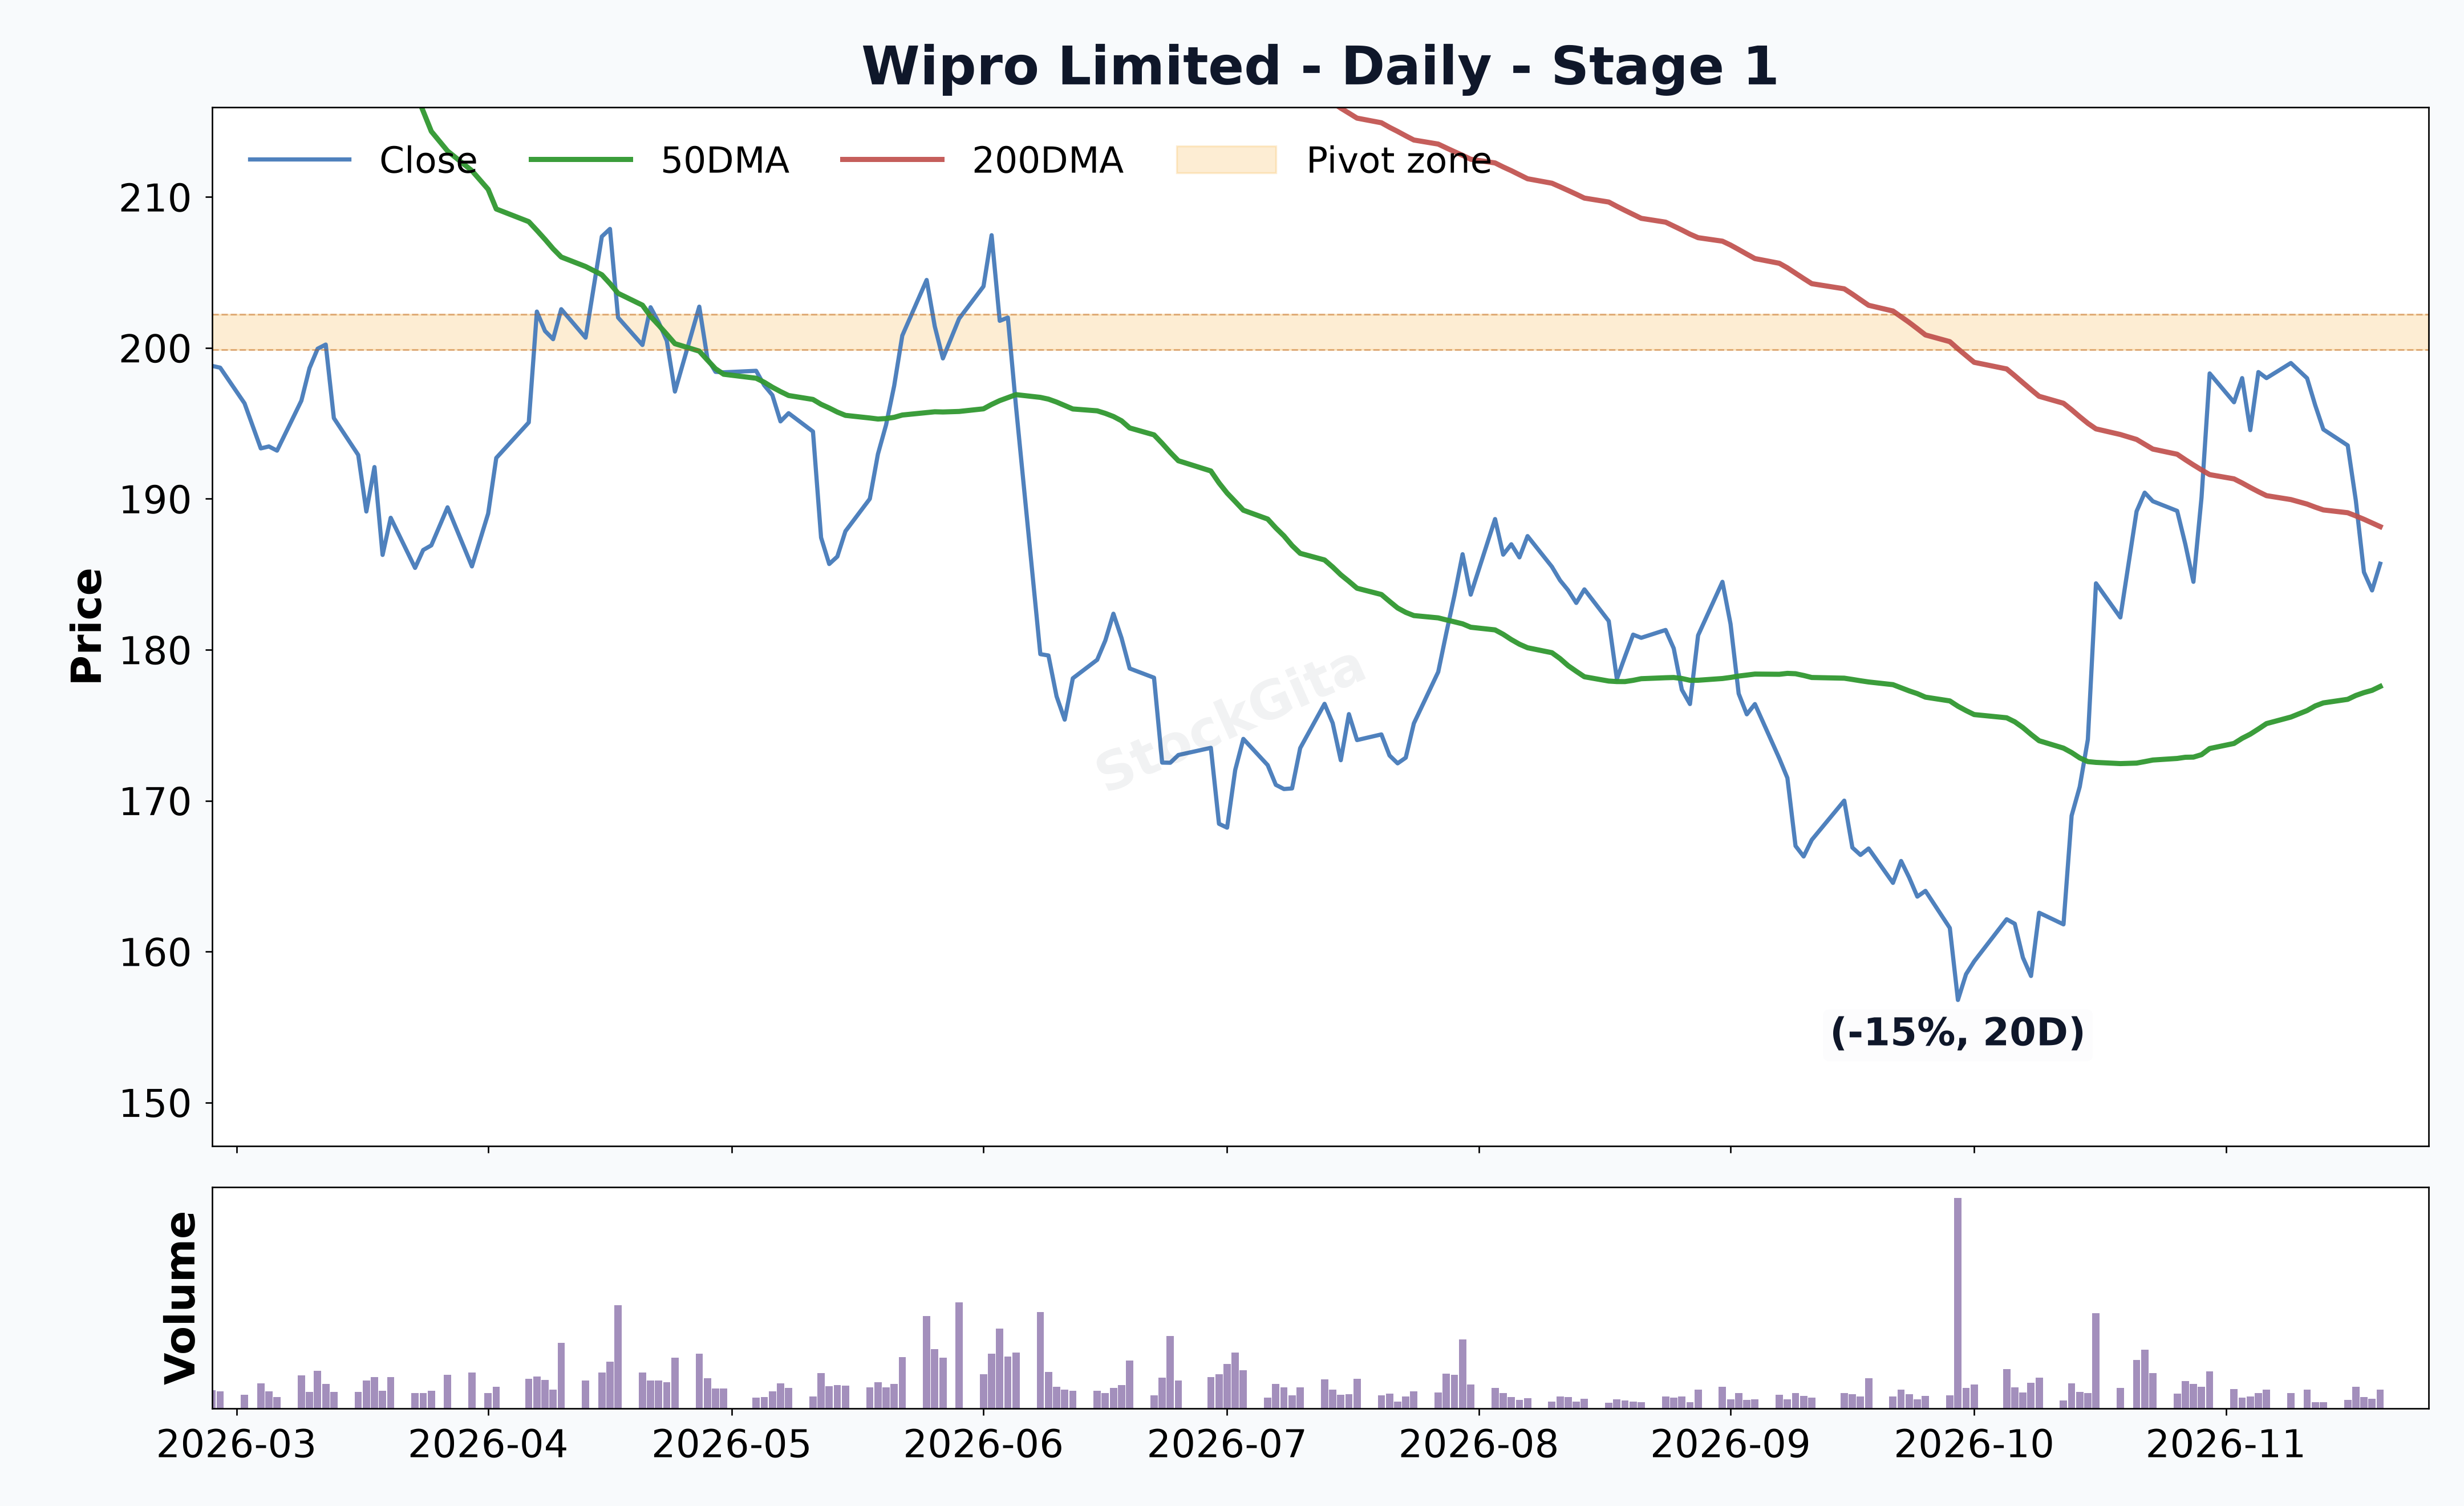 Wipro Limited - Daily - Stage 1
Close 50DMA 200DMA Pivot zone
Price
210
200
190
180
170
160
150
StockGita
(-15%, 20D)
Volume
2026-03 2026-04 2026-05 2026-06 2026-07 2026-08 2026-09 2026-10 2026-11